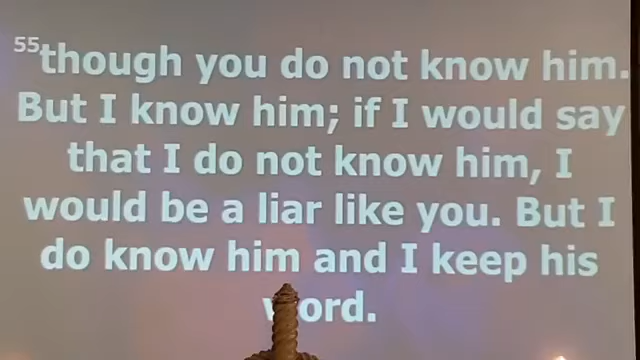 55though you do not know him.
But I know him; if I would say
that I do not know him, I
would be a liar like you. But I
do know him and I keep his
word.